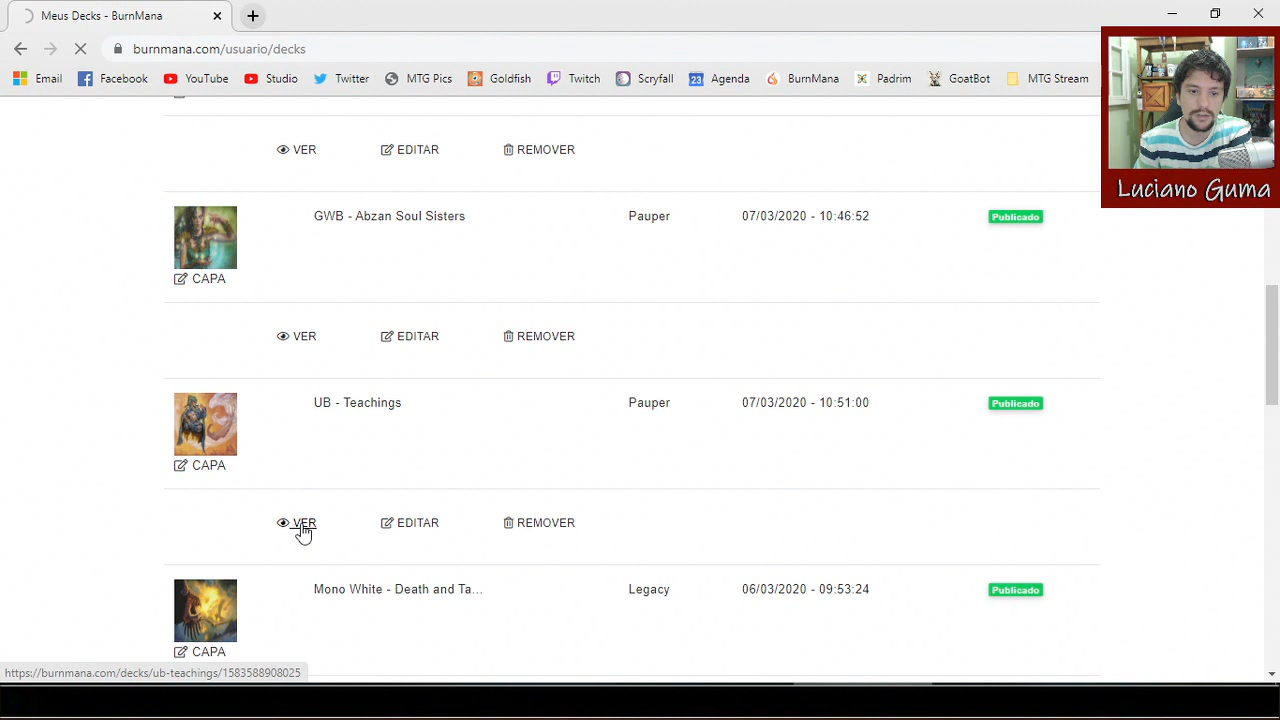 Meus Decks - BurnMana
burnmana.com/usuario/decks
Email Facebook YouTube Studio Twitter MTG Pics Goldfish Twitch Scryfall Agenda BurnMana Padrim GoatBot MTG Stream
23
Luciano Guma
VER EDITAR REMOVER
GWB - Abzan Soul Sisters Pauper 07/03/2020 - 10:46:52 Publicado
CAPA
VER EDITAR REMOVER
UB - Teachings Pauper 07/03/2020 - 10:51:00 Publicado
CAPA
VER EDITAR REMOVER
Mono White - Death and Ta... Legacy 06/03/2020 - 09:53:24 Publicado
CAPA
https://burnmana.com/decks/ub-teachings/1583588908025